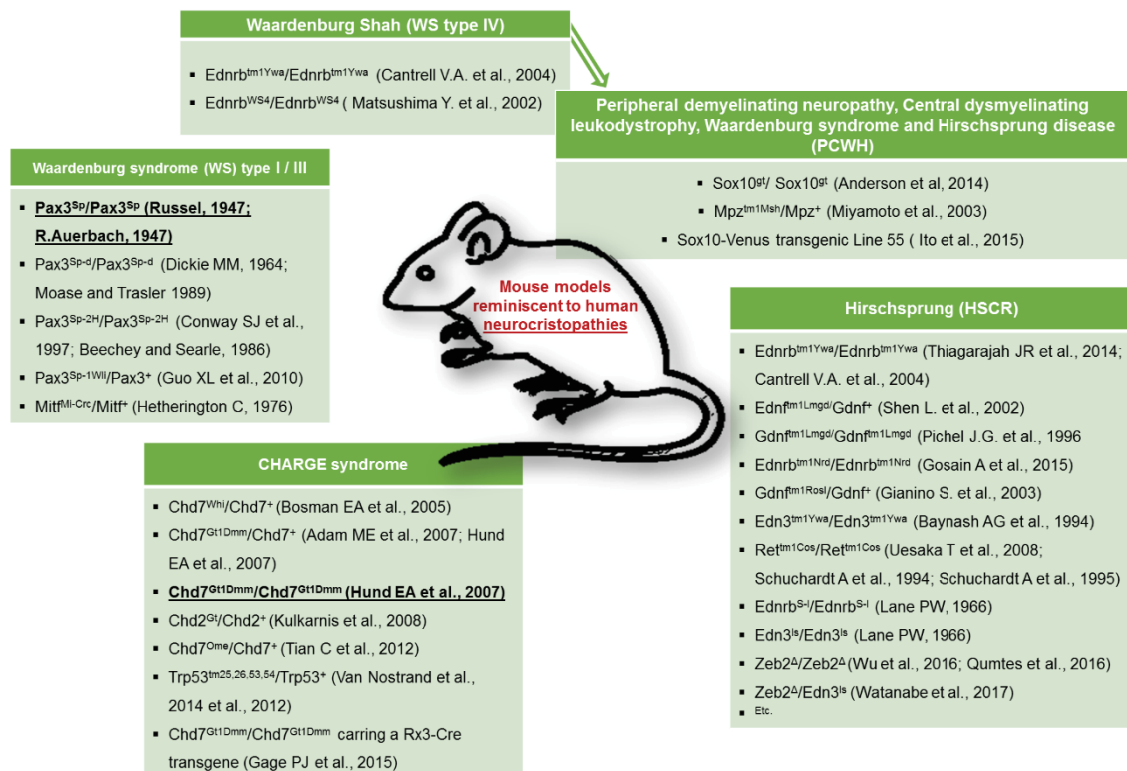 Waardenburg Shah (WS type IV)
▪ Ednrbtm1Ywa/Ednrbtm1Ywa (Cantrell V.A. et al., 2004)
▪ EdnrbWS4/EdnrbWS4 ( Matsushima Y. et al., 2002)
Peripheral demyelinating neuropathy, Central dysmyelinating
leukodystrophy, Waardenburg syndrome and Hirschsprung disease
(PCWH)
▪ Sox10gt/ Sox10gt (Anderson et al, 2014)
▪ Mpztm1Msh/Mpz+ (Miyamoto et al., 2003)
▪ Sox10-Venus transgenic Line 55 ( Ito et al., 2015)
Waardenburg syndrome (WS) type I / III
▪ Pax3Sp/Pax3Sp (Russel, 1947;
R.Auerbach, 1947)
▪ Pax3Sp-d/Pax3Sp-d (Dickie MM, 1964;
Moase and Trasler 1989)
▪ Pax3Sp-2H/Pax3Sp-2H (Conway SJ et al.,
1997; Beechey and Searle, 1986)
▪ Pax3Sp-1Wli/Pax3+ (Guo XL et al., 2010)
▪ MitfMi-Crc/Mitf+ (Hetherington C, 1976)
Mouse models
reminiscent to human
neurocristopathies
Hirschsprung (HSCR)
▪ Ednrbtm1Ywa/Ednrbtm1Ywa (Thiagarajah JR et al., 2014;
Cantrell V.A. et al., 2004)
▪ Ednftm1Lmgd/Gdnf+ (Shen L. et al., 2002)
▪ Gdnftm1Lmgd/Gdnftm1Lmgd (Pichel J.G. et al., 1996
▪ Ednrbtm1Nrd/Ednrbtm1Nrd (Gosain A et al., 2015)
▪ Gdnftm1Rosl/Gdnf+ (Gianino S. et al., 2003)
▪ Edn3tm1Ywa/Edn3tm1Ywa (Baynash AG et al., 1994)
▪ Rettm1Cos/Rettm1Cos (Uesaka T et al., 2008;
Schuchardt A et al., 1994; Schuchardt A et al., 1995)
▪ EdnrbS-l/EdnrbS-l (Lane PW, 1966)
▪ Edn3ls/Edn3ls (Lane PW, 1966)
▪ Zeb2Δ/Zeb2Δ (Wu et al., 2016; Qumtes et al., 2016)
▪ Zeb2Δ/Edn3ls (Watanabe et al., 2017)
▪ Etc.
CHARGE syndrome
▪ Chd7Whi/Chd7+ (Bosman EA et al., 2005)
▪ Chd7Gt1Dmm/Chd7+ (Adam ME et al., 2007; Hund
EA et al., 2007)
▪ Chd7Gt1Dmm/Chd7Gt1Dmm (Hund EA et al., 2007)
▪ Chd2Gt/Chd2+ (Kulkarnis et al., 2008)
▪ Chd7Ome/Chd7+ (Tian C et al., 2012)
▪ Trp53tm25,26,53,54/Trp53+ (Van Nostrand et al.,
2014 et al., 2012)
▪ Chd7Gt1Dmm/Chd7Gt1Dmm carring a Rx3-Cre
transgene (Gage PJ et al., 2015)